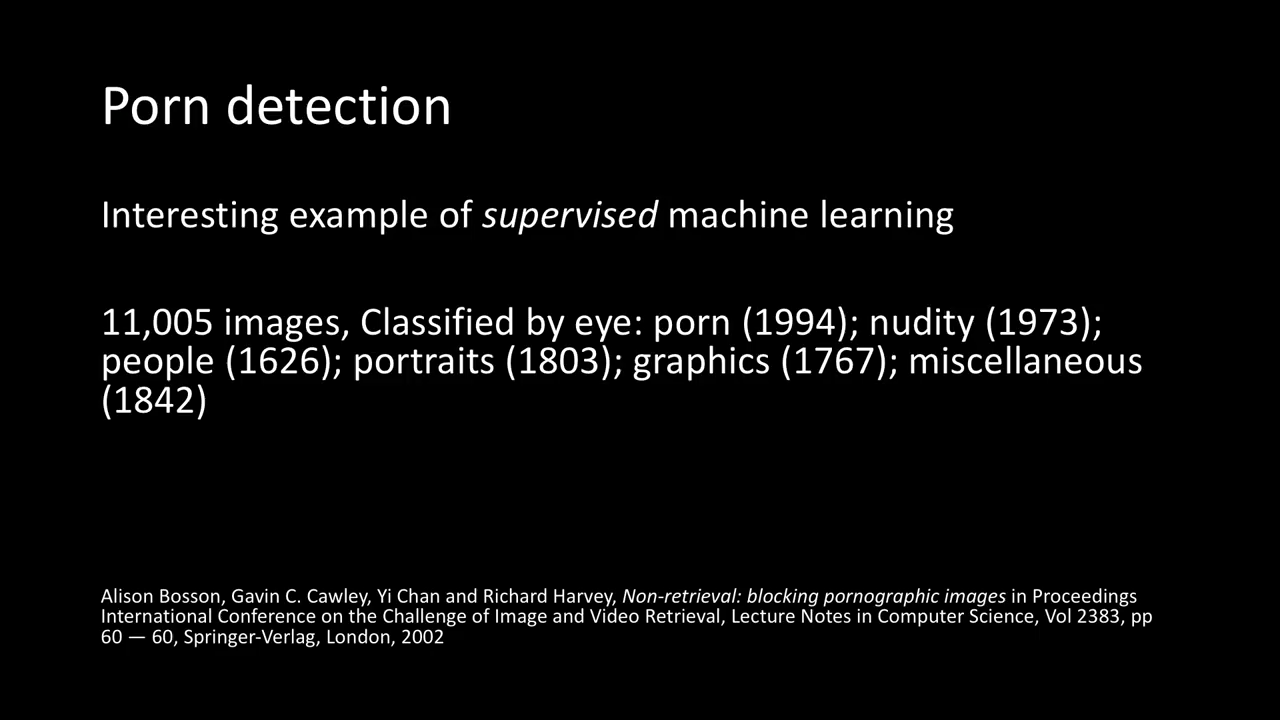 Porn detection
Interesting example of supervised machine learning
11,005 images, Classified by eye: porn (1994); nudity (1973);
people (1626); portraits (1803); graphics (1767); miscellaneous
(1842)
Alison Bosson, Gavin C. Cawley, Yi Chan and Richard Harvey, Non-retrieval: blocking pornographic images in Proceedings
International Conference on the Challenge of Image and Video Retrieval, Lecture Notes in Computer Science, Vol 2383, pp
60 — 60, Springer-Verlag, London, 2002